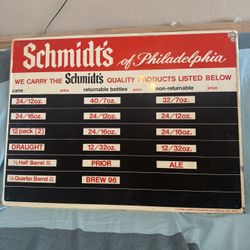 Schmidt's of Philadelphia
WE CARRY THE Schmidt's QUALITY PRODUCTS LISTED BELOW
cans price returnable bottles price non-returnable price
24/12oz. 40/7oz. 32/7oz.
24/16oz. 24/12oz. 24/12oz.
12 pack (2) 24/16oz. 24/16oz.
DRAUGHT 12/32oz. 12/32oz.
½ Half Barrel PRIOR ALE
¼ Quarter Barrel BREW 96